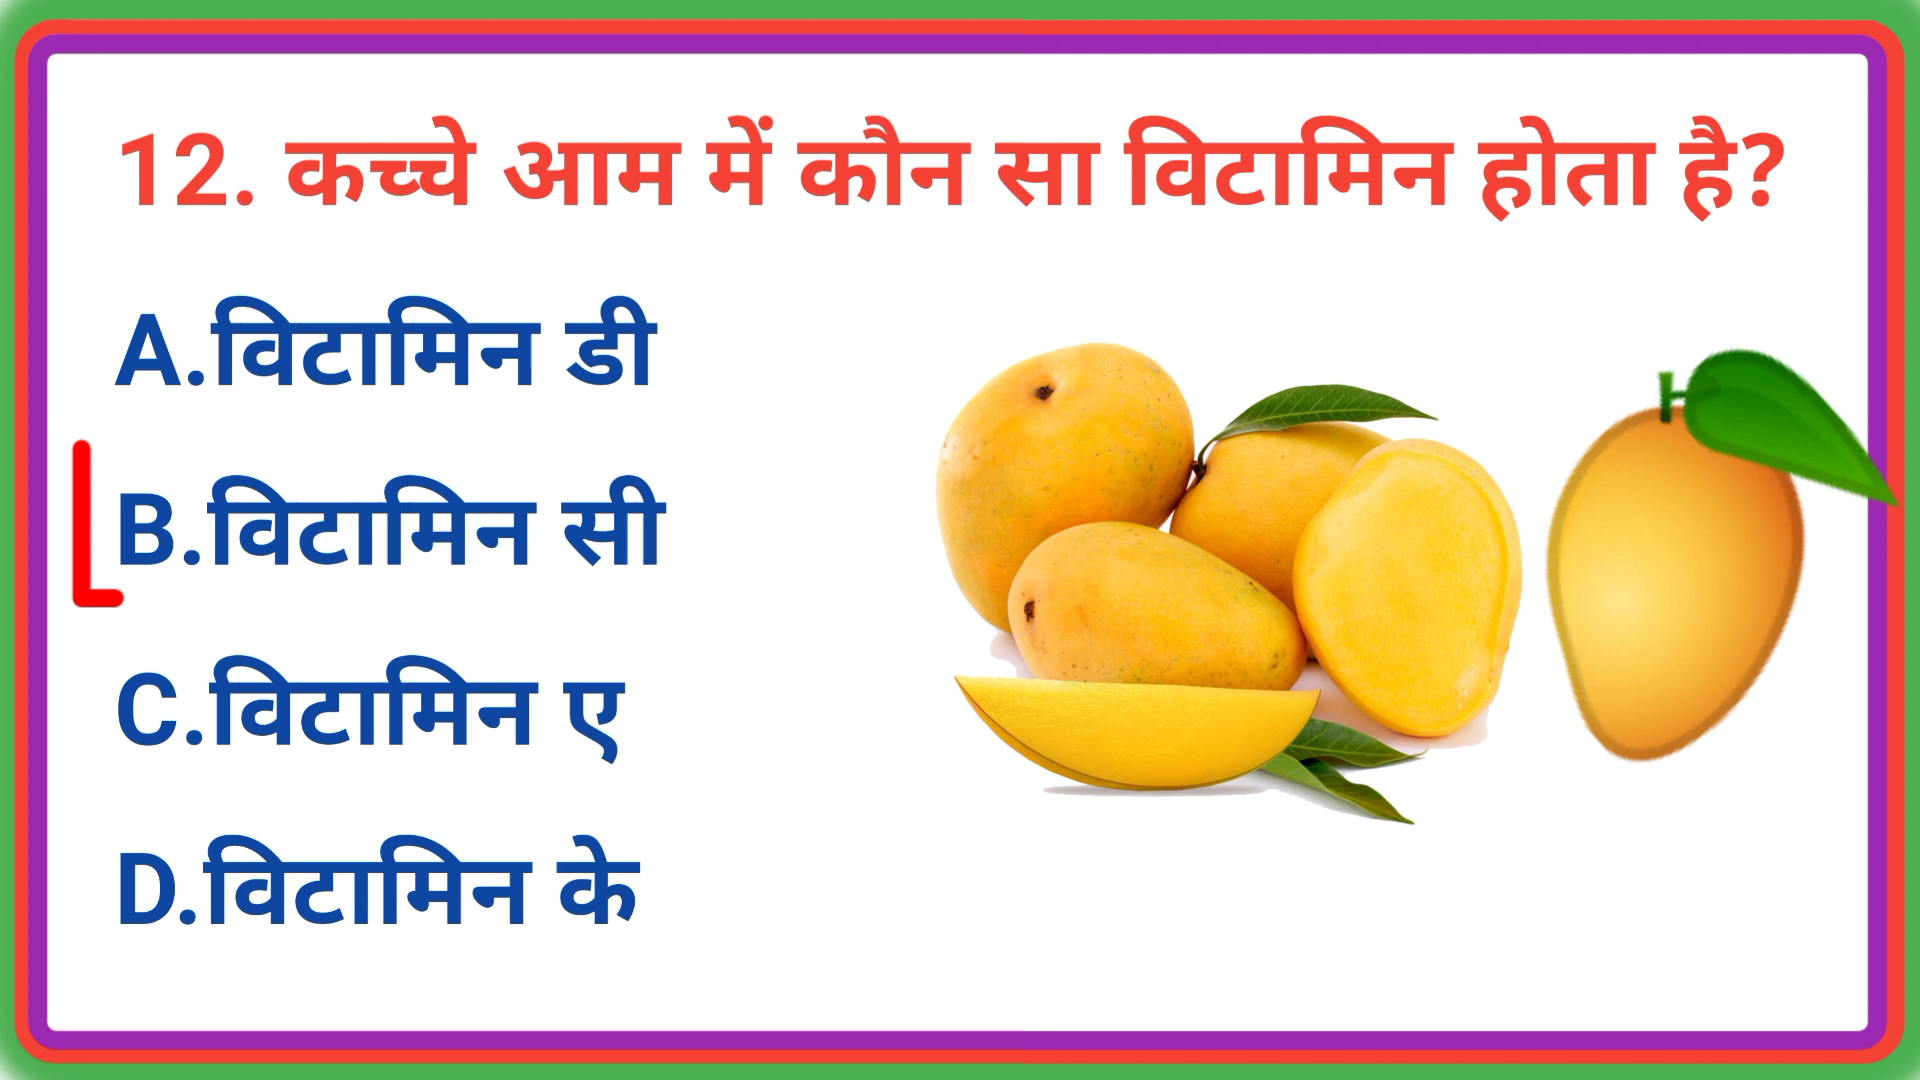 12. कच्चे आम में कौन सा विटामिन होता है?
A.विटामिन डी
B.विटामिन सी
C.विटामिन ए
D.विटामिन के